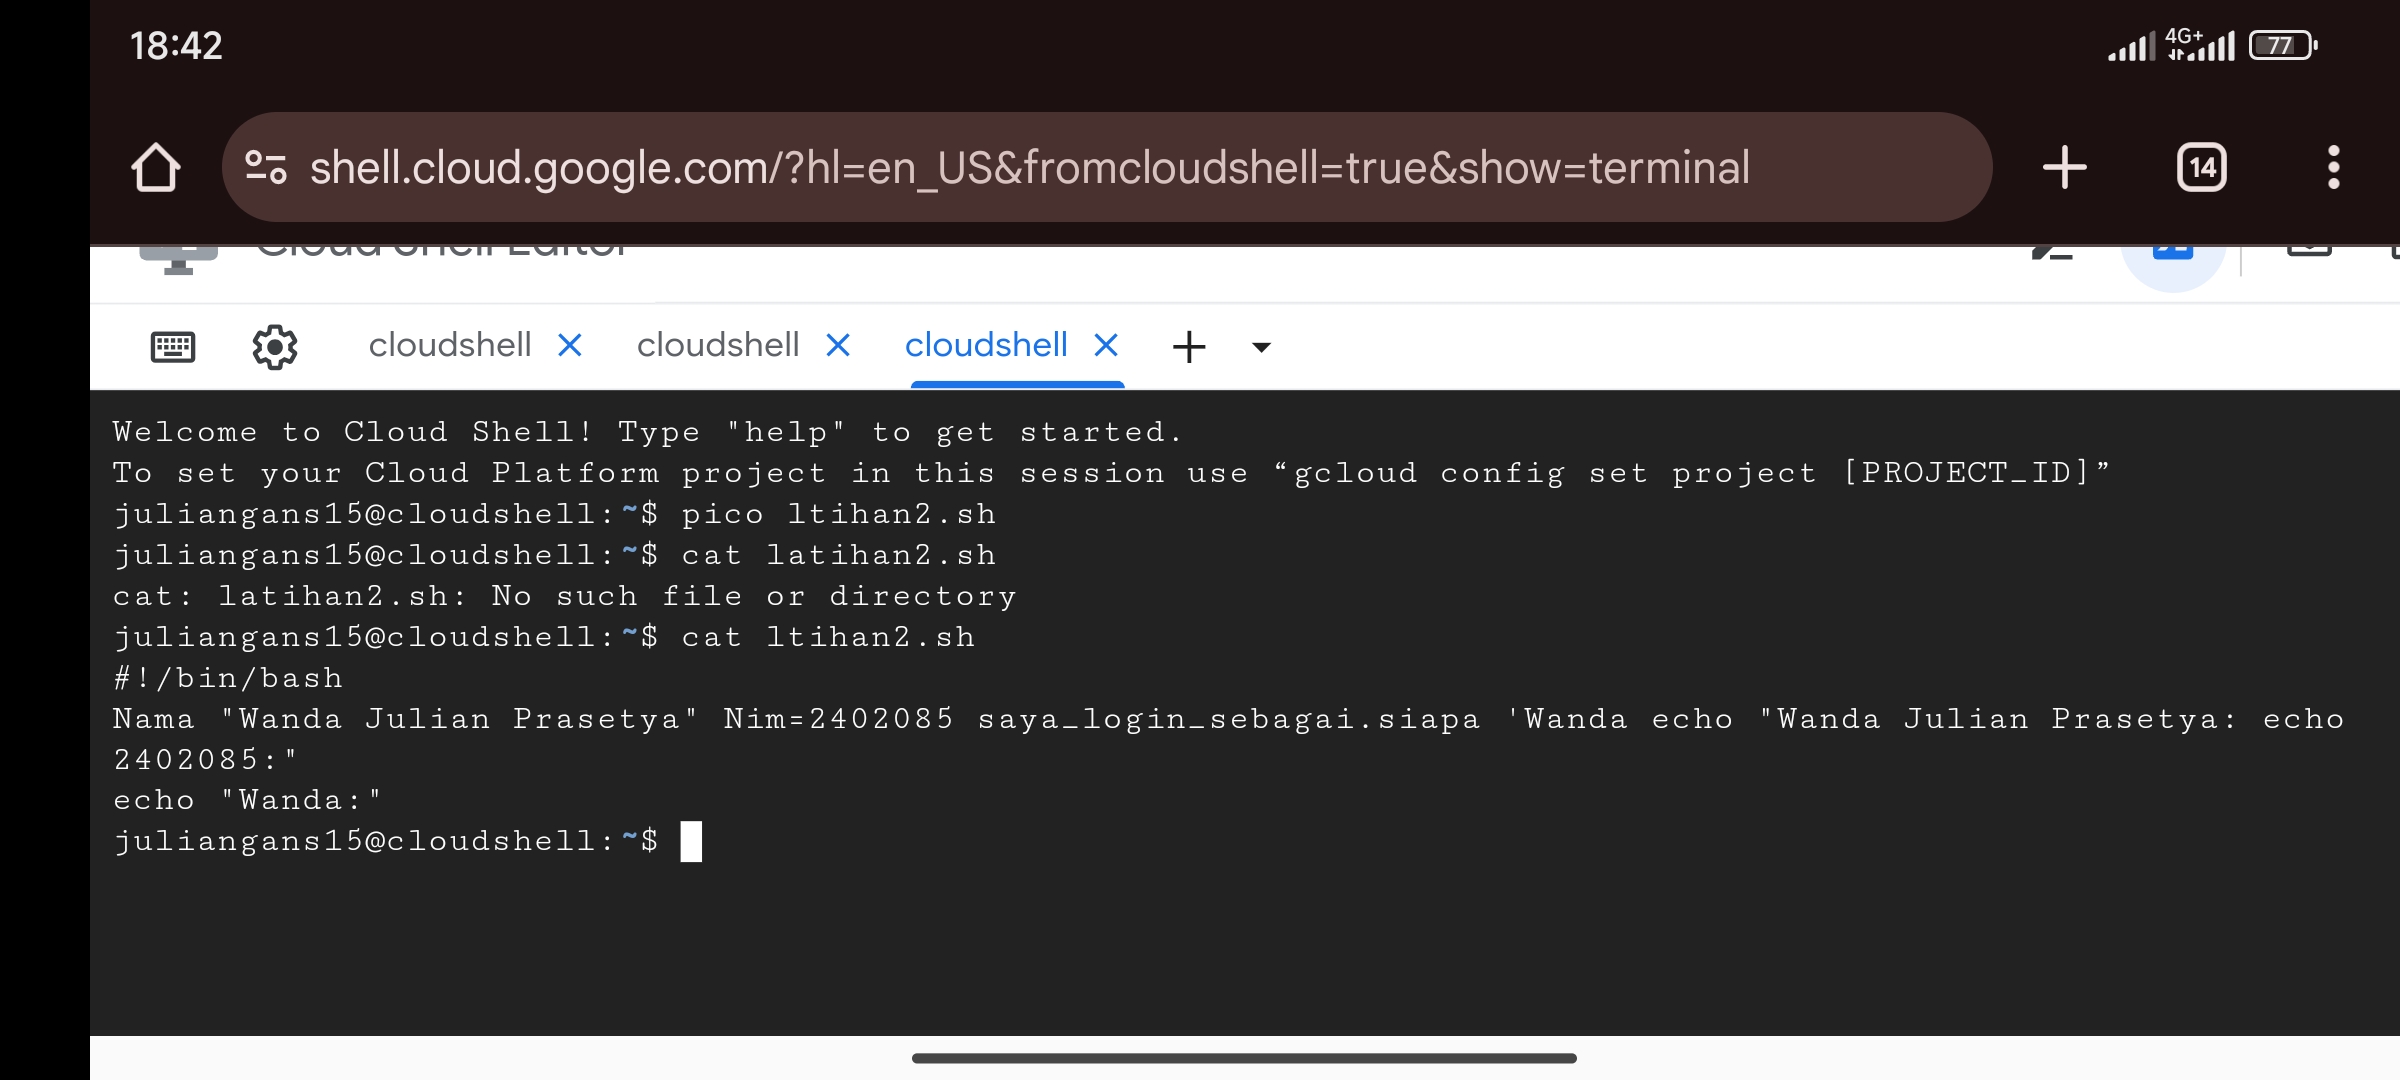 18:42
4G+
77
shell.cloud.google.com/?hl=en_US&fromcloudshell=true&show=terminal
14
Cloud Shell Editor
cloudshell
cloudshell
cloudshell
Welcome to Cloud Shell! Type "help" to get started.
To set your Cloud Platform project in this session use “gcloud config set project [PROJECT_ID]”
juliangans15@cloudshell:~$ pico ltihan2.sh
juliangans15@cloudshell:~$ cat latihan2.sh
cat: latihan2.sh: No such file or directory
juliangans15@cloudshell:~$ cat ltihan2.sh
#!/bin/bash
Nama "Wanda Julian Prasetya" Nim=2402085 saya_login_sebagai.siapa 'Wanda echo "Wanda Julian Prasetya: echo
2402085:"
echo "Wanda:"
juliangans15@cloudshell:~$